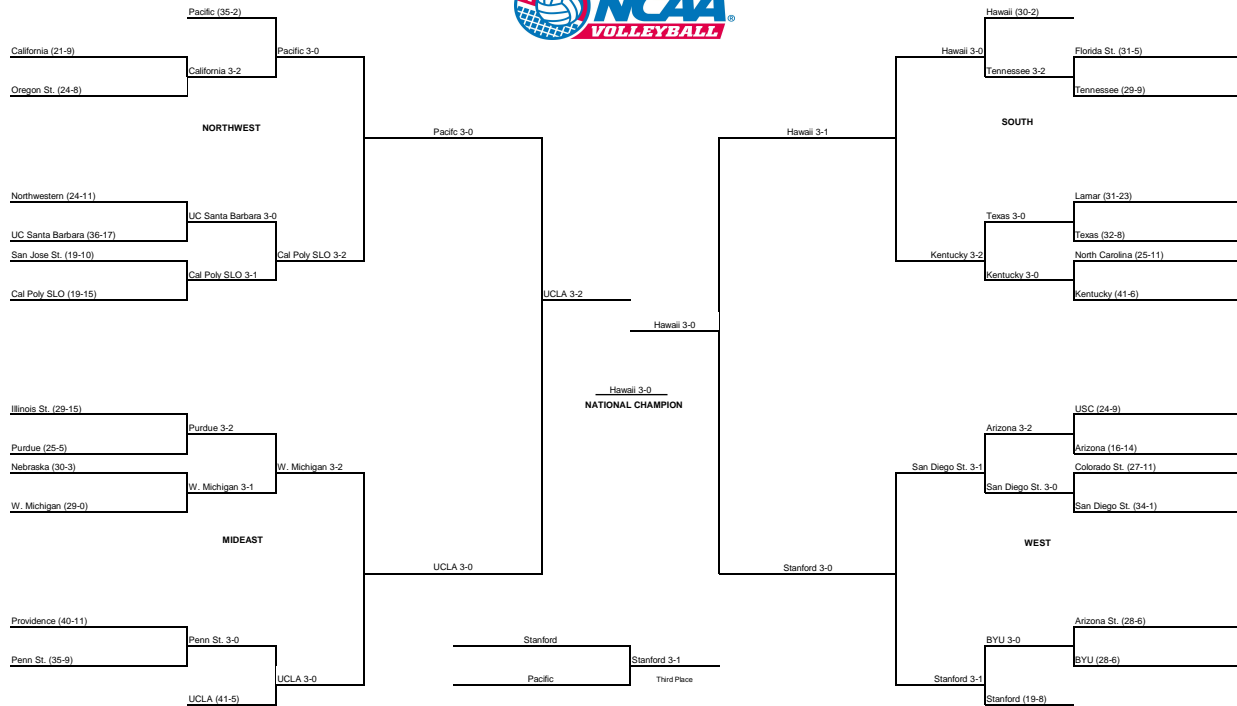 NCAA®
VOLLEYBALL
Pacific (35-2)
California (21-9)
Pacific 3-0
California 3-2
Oregon St. (24-8)
NORTHWEST
Pacifc 3-0
Northwestern (24-11)
UC Santa Barbara 3-0
UC Santa Barbara (36-17)
San Jose St. (19-10)
Cal Poly SLO 3-2
Cal Poly SLO 3-1
Cal Poly SLO (19-15)
UCLA 3-2
Illinois St. (29-15)
Purdue 3-2
Purdue (25-5)
Nebraska (30-3)
W. Michigan 3-2
W. Michigan 3-1
W. Michigan (29-0)
MIDEAST
UCLA 3-0
Providence (40-11)
Penn St. 3-0
Penn St. (35-9)
UCLA 3-0
UCLA (41-5)
Hawaii 3-0
Hawaii 3-0
NATIONAL CHAMPION
Stanford
Stanford 3-1
Pacific
Third Place
Hawaii (30-2)
Hawaii 3-0
Florida St. (31-5)
Tennessee 3-2
Tennessee (29-9)
SOUTH
Hawaii 3-1
Lamar (31-23)
Texas 3-0
Texas (32-8)
Kentucky 3-2
North Carolina (25-11)
Kentucky 3-0
Kentucky (41-6)
USC (24-9)
Arizona 3-2
Arizona (16-14)
San Diego St. 3-1
Colorado St. (27-11)
San Diego St. 3-0
San Diego St. (34-1)
WEST
Stanford 3-0
Arizona St. (28-6)
BYU 3-0
BYU (28-6)
Stanford 3-1
Stanford (19-8)